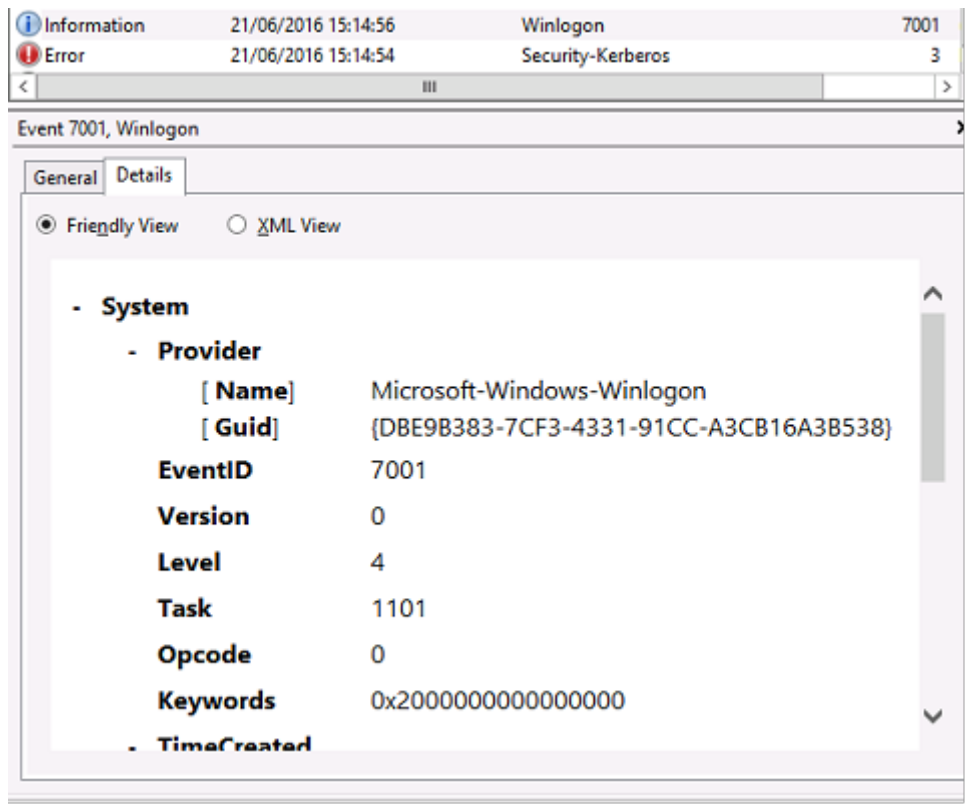 Information 21/06/2016 15:14:56 Winlogon 7001
Error 21/06/2016 15:14:54 Security-Kerberos 3
Event 7001, Winlogon
General Details
Friendly View XML View
- System
- Provider
[ Name] Microsoft-Windows-Winlogon
[ Guid] {DBE9B383-7CF3-4331-91CC-A3CB16A3B538}
EventID 7001
Version 0
Level 4
Task 1101
Opcode 0
Keywords 0x2000000000000000
- TimeCreated